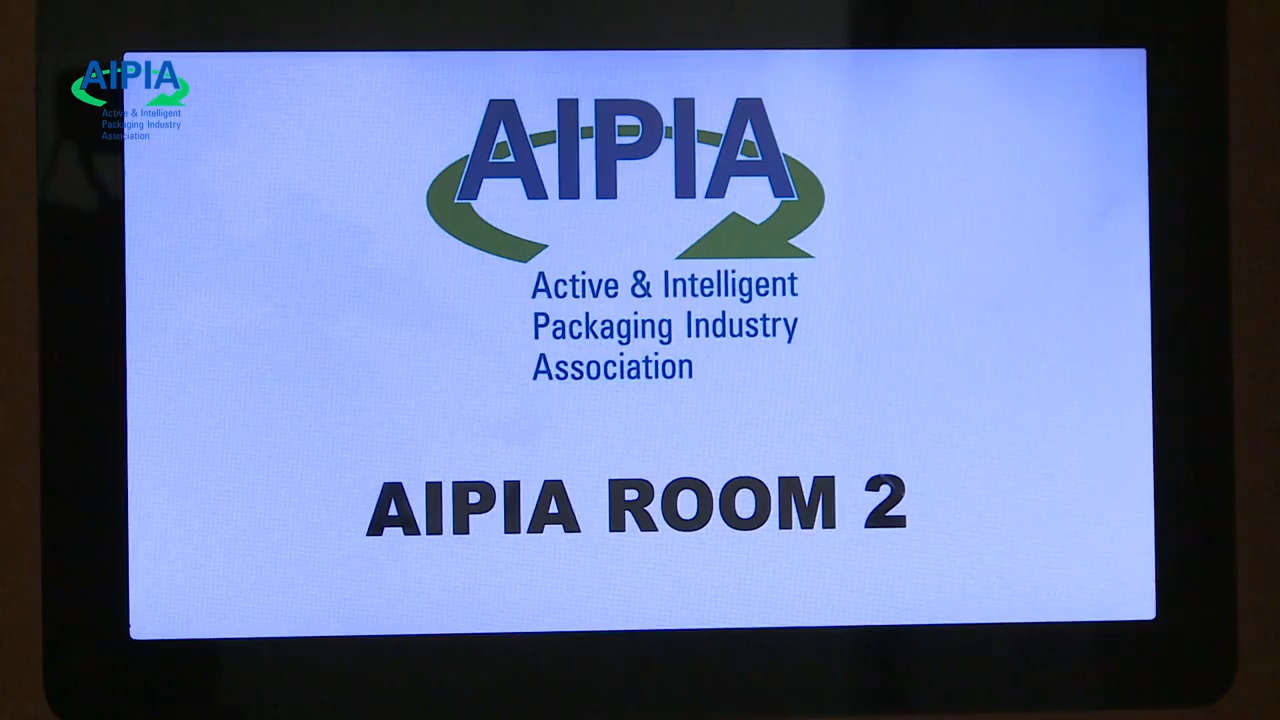 AIPIA
Active & Intelligent
Packaging Industry
Association
AIPIA
Active & Intelligent
Packaging Industry
Association
AIPIA ROOM 2